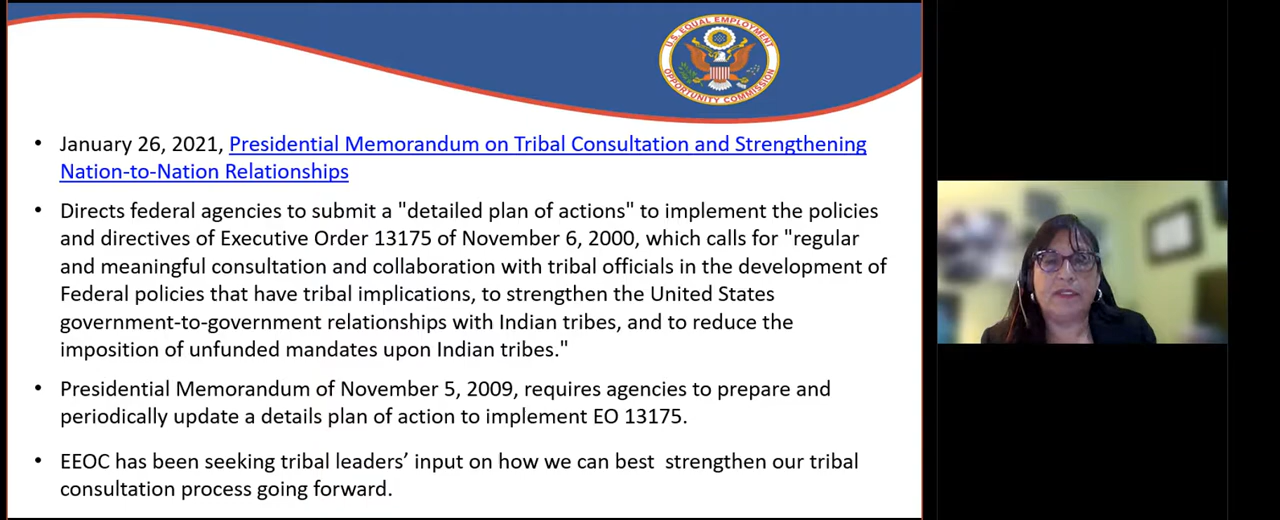 U.S. EQUAL EMPLOYMENT
OPPORTUNITY COMMISSION
• January 26, 2021, Presidential Memorandum on Tribal Consultation and Strengthening
Nation-to-Nation Relationships
• Directs federal agencies to submit a "detailed plan of actions" to implement the policies
and directives of Executive Order 13175 of November 6, 2000, which calls for "regular
and meaningful consultation and collaboration with tribal officials in the development of
Federal policies that have tribal implications, to strengthen the United States
government-to-government relationships with Indian tribes, and to reduce the
imposition of unfunded mandates upon Indian tribes."
• Presidential Memorandum of November 5, 2009, requires agencies to prepare and
periodically update a details plan of action to implement EO 13175.
• EEOC has been seeking tribal leaders’ input on how we can best  strengthen our tribal
consultation process going forward.